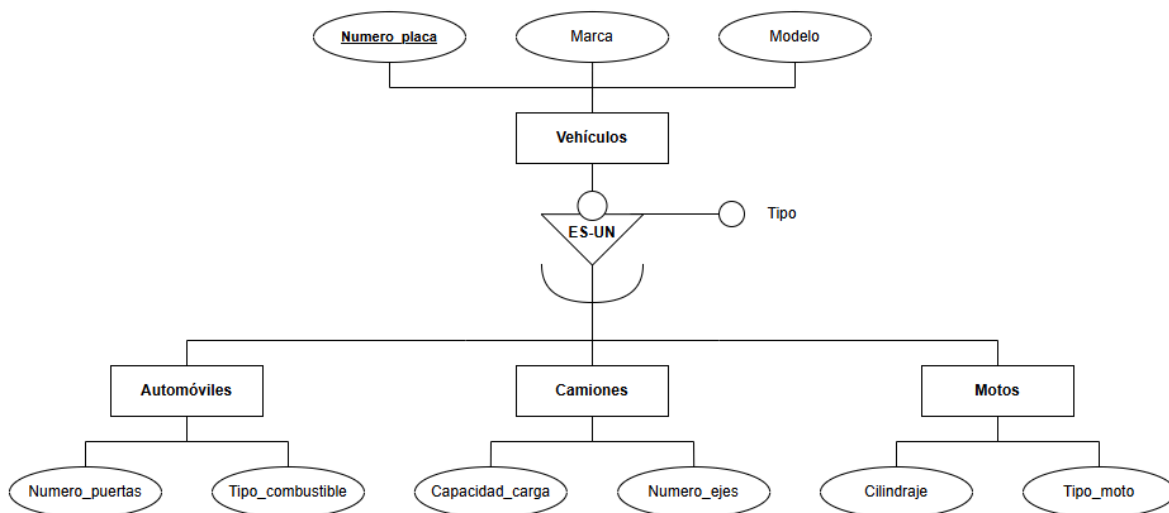 Numero_placa
Marca
Modelo
Vehículos
ES-UN
Tipo
Automóviles
Camiones
Motos
Numero_puertas
Tipo_combustible
Capacidad_carga
Numero_ejes
Cilindraje
Tipo_moto